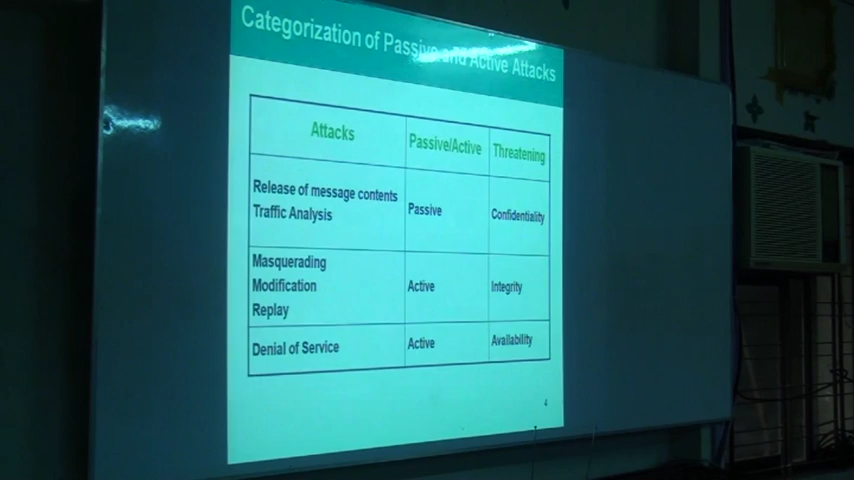 Categorization of Passive and Active Attacks
Attacks Passive/Active Threatening
Release of message contents
Traffic Analysis
Passive
Confidentiality
Masquerading
Modification
Replay
Active
Integrity
Denial of Service
Active
Availability
4